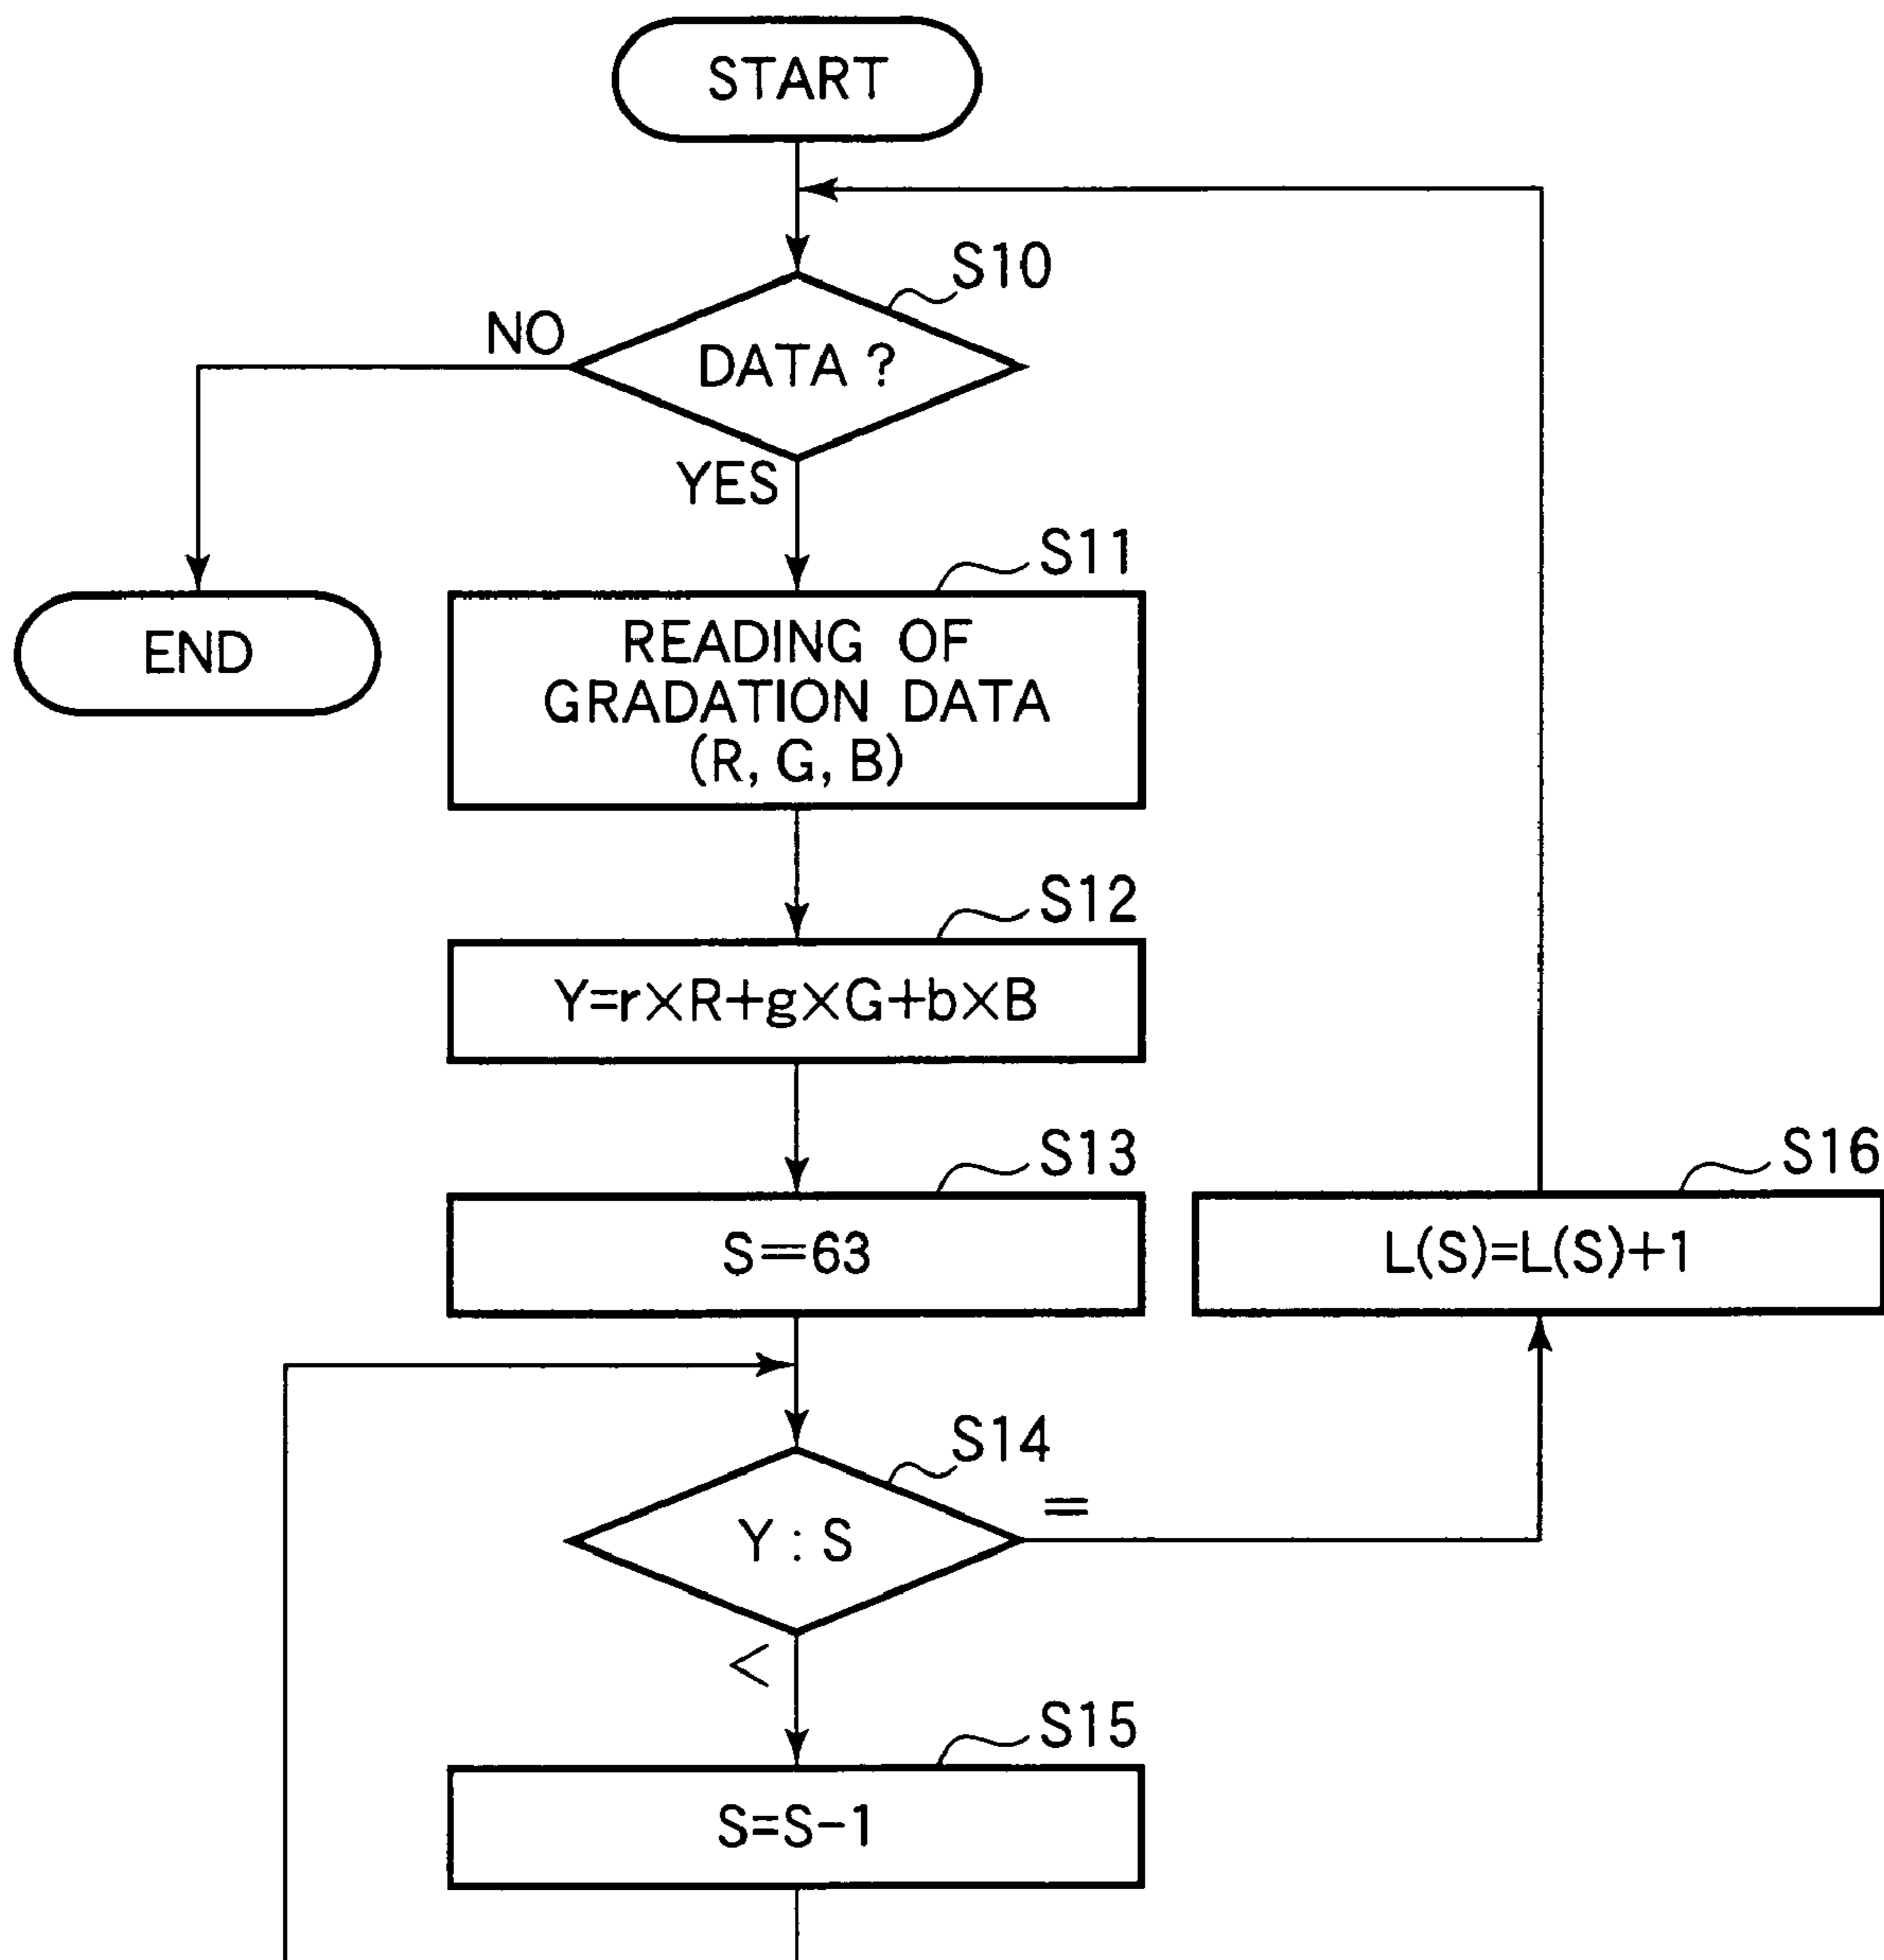 START
S10
NO
DATA ?
YES
S11
READING OF
GRADATION DATA
(R, G, B)
END
S12
Y=r×R+g×G+b×B
S13
S=63
S16
L(S)=L(S)+1
S14
=
Y : S
<
S15
S=S-1